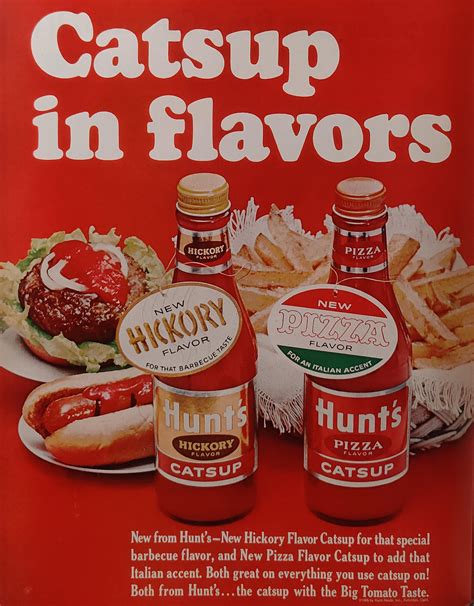 Catsup
in flavors
HICKORY
FLAVOR
NEW
HICKORY
FLAVOR
FOR THAT BARBECUE TASTE
Hunt's
HICKORY
FLAVOR
CATSUP
PIZZA
FLAVOR
NEW
PIZZA
FLAVOR
FOR AN ITALIAN ACCENT
Hunt's
PIZZA
FLAVOR
CATSUP
New from Hunt's—New Hickory Flavor Catsup for that special
barbecue flavor, and New Pizza Flavor Catsup to add that
Italian accent. Both great on everything you use catsup on!
Both from Hunt's...the catsup with the Big Tomato Taste.